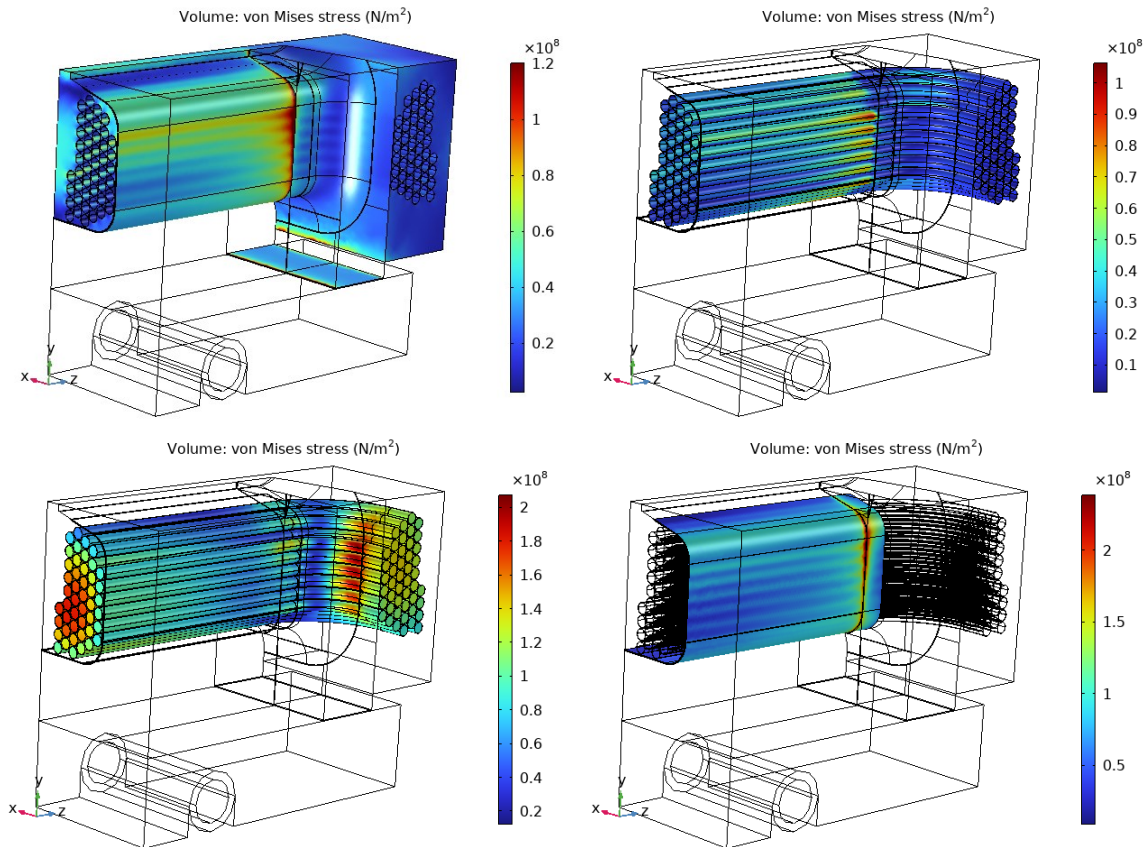 Volume: von Mises stress (N/m²)
×10⁸
1.2
1
0.8
0.6
0.4
0.2
y
x
z
Volume: von Mises stress (N/m²)
×10⁸
1
0.9
0.8
0.7
0.6
0.5
0.4
0.3
0.2
0.1
y
x
z
Volume: von Mises stress (N/m²)
×10⁸
2
1.8
1.6
1.4
1.2
1
0.8
0.6
0.4
0.2
y
x
z
Volume: von Mises stress (N/m²)
×10⁸
2
1.5
1
0.5
y
x
z